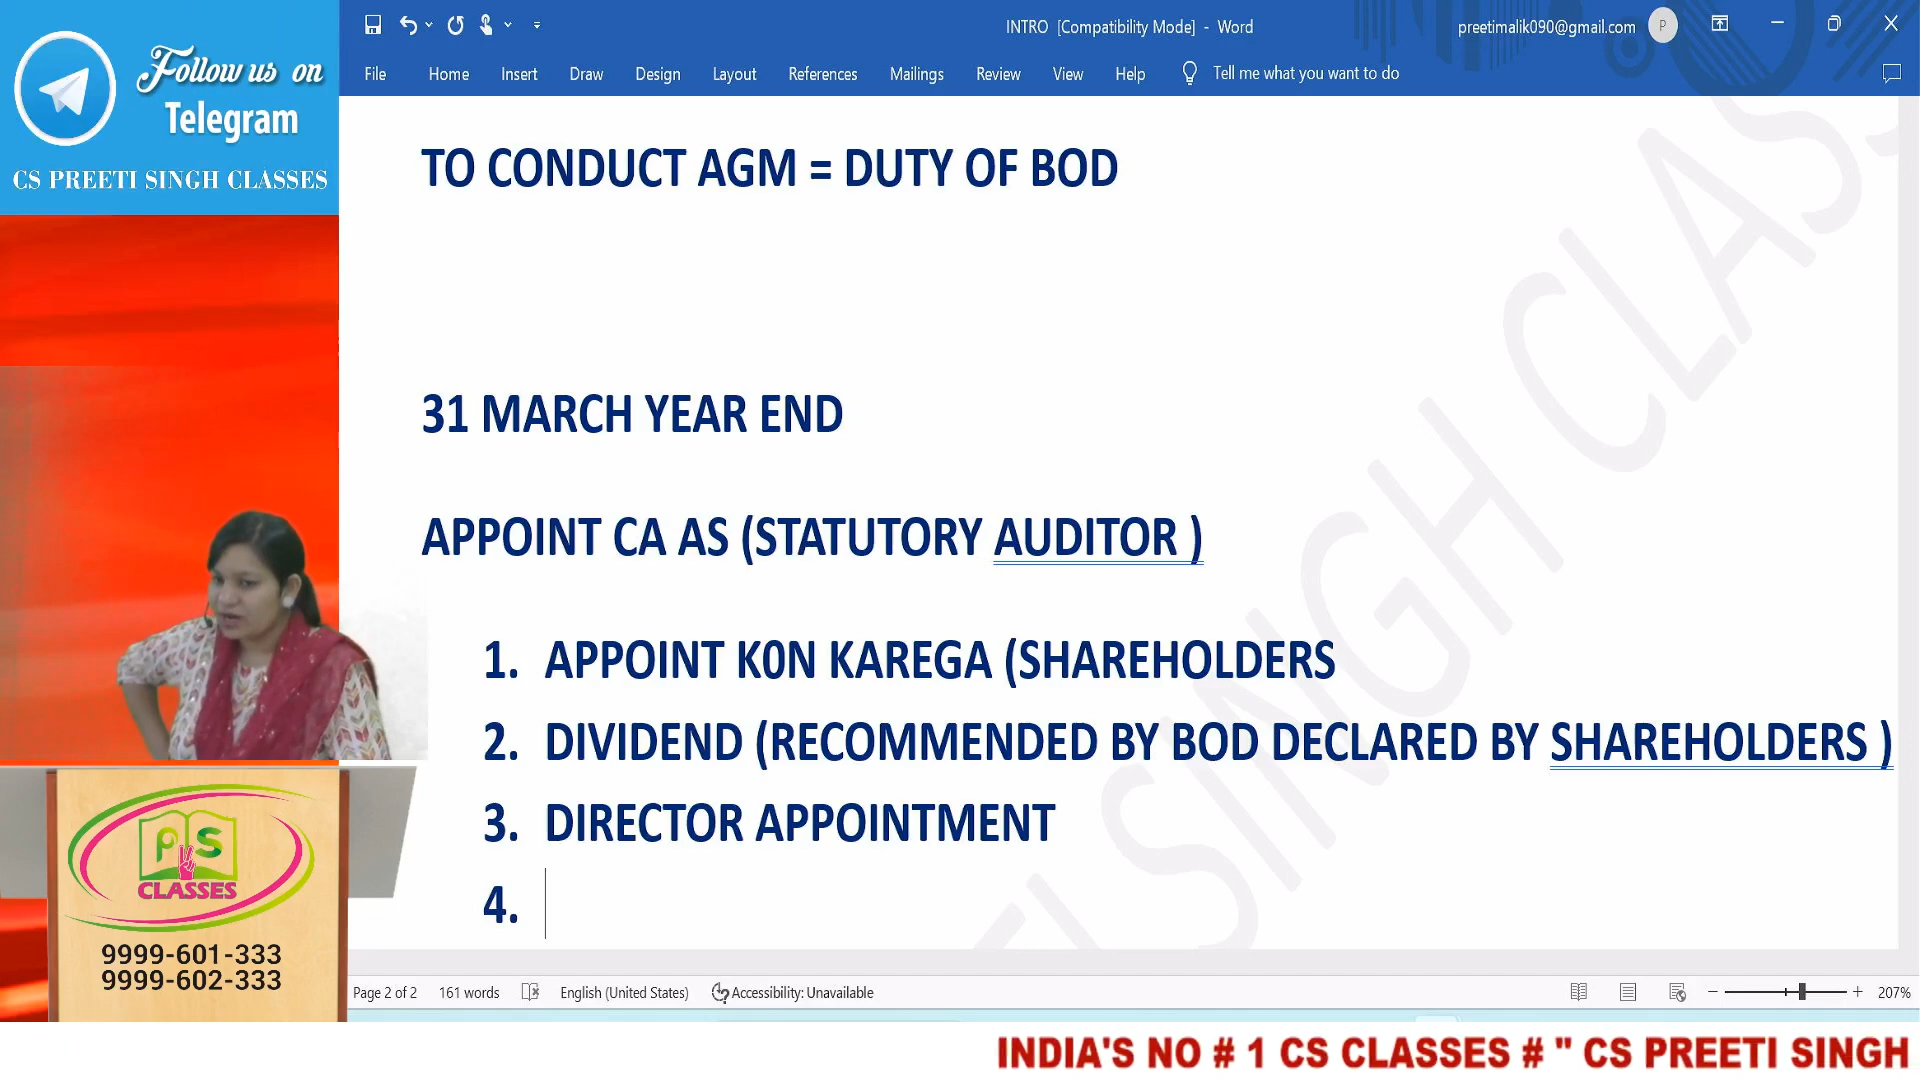 Follow us on
Telegram
CS PREETI SINGH CLASSES
INTRO [Compatibility Mode] - Word
preetimalik090@gmail.com
P
File Home Insert Draw Design Layout References Mailings Review View Help Tell me what you want to do
TO CONDUCT AGM = DUTY OF BOD
31 MARCH YEAR END
APPOINT CA AS (STATUTORY AUDITOR )
1. APPOINT K0N KAREGA (SHAREHOLDERS
2. DIVIDEND (RECOMMENDED BY BOD DECLARED BY SHAREHOLDERS )
3. DIRECTOR APPOINTMENT
4.
SINGH CLAS
PS
CLASSES
9999-601-333
9999-602-333
Page 2 of 2 161 words English (United States) Accessibility: Unavailable 207%
INDIA'S NO # 1 CS CLASSES # " CS PREETI SINGH